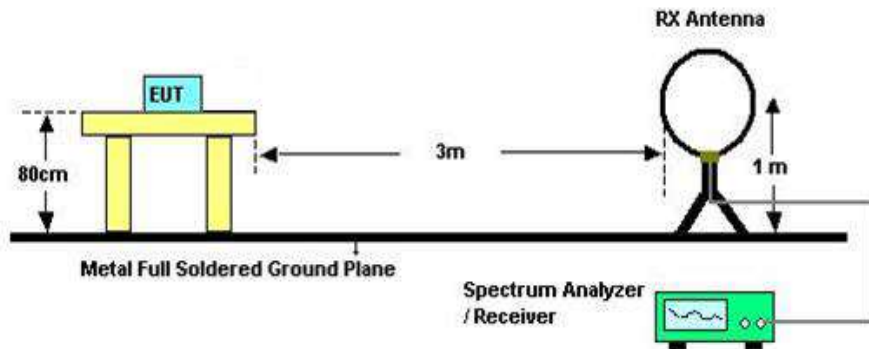 RX Antenna
EUT
3m
80cm
1 m
Metal Full Soldered Ground Plane
Spectrum Analyzer
/ Receiver